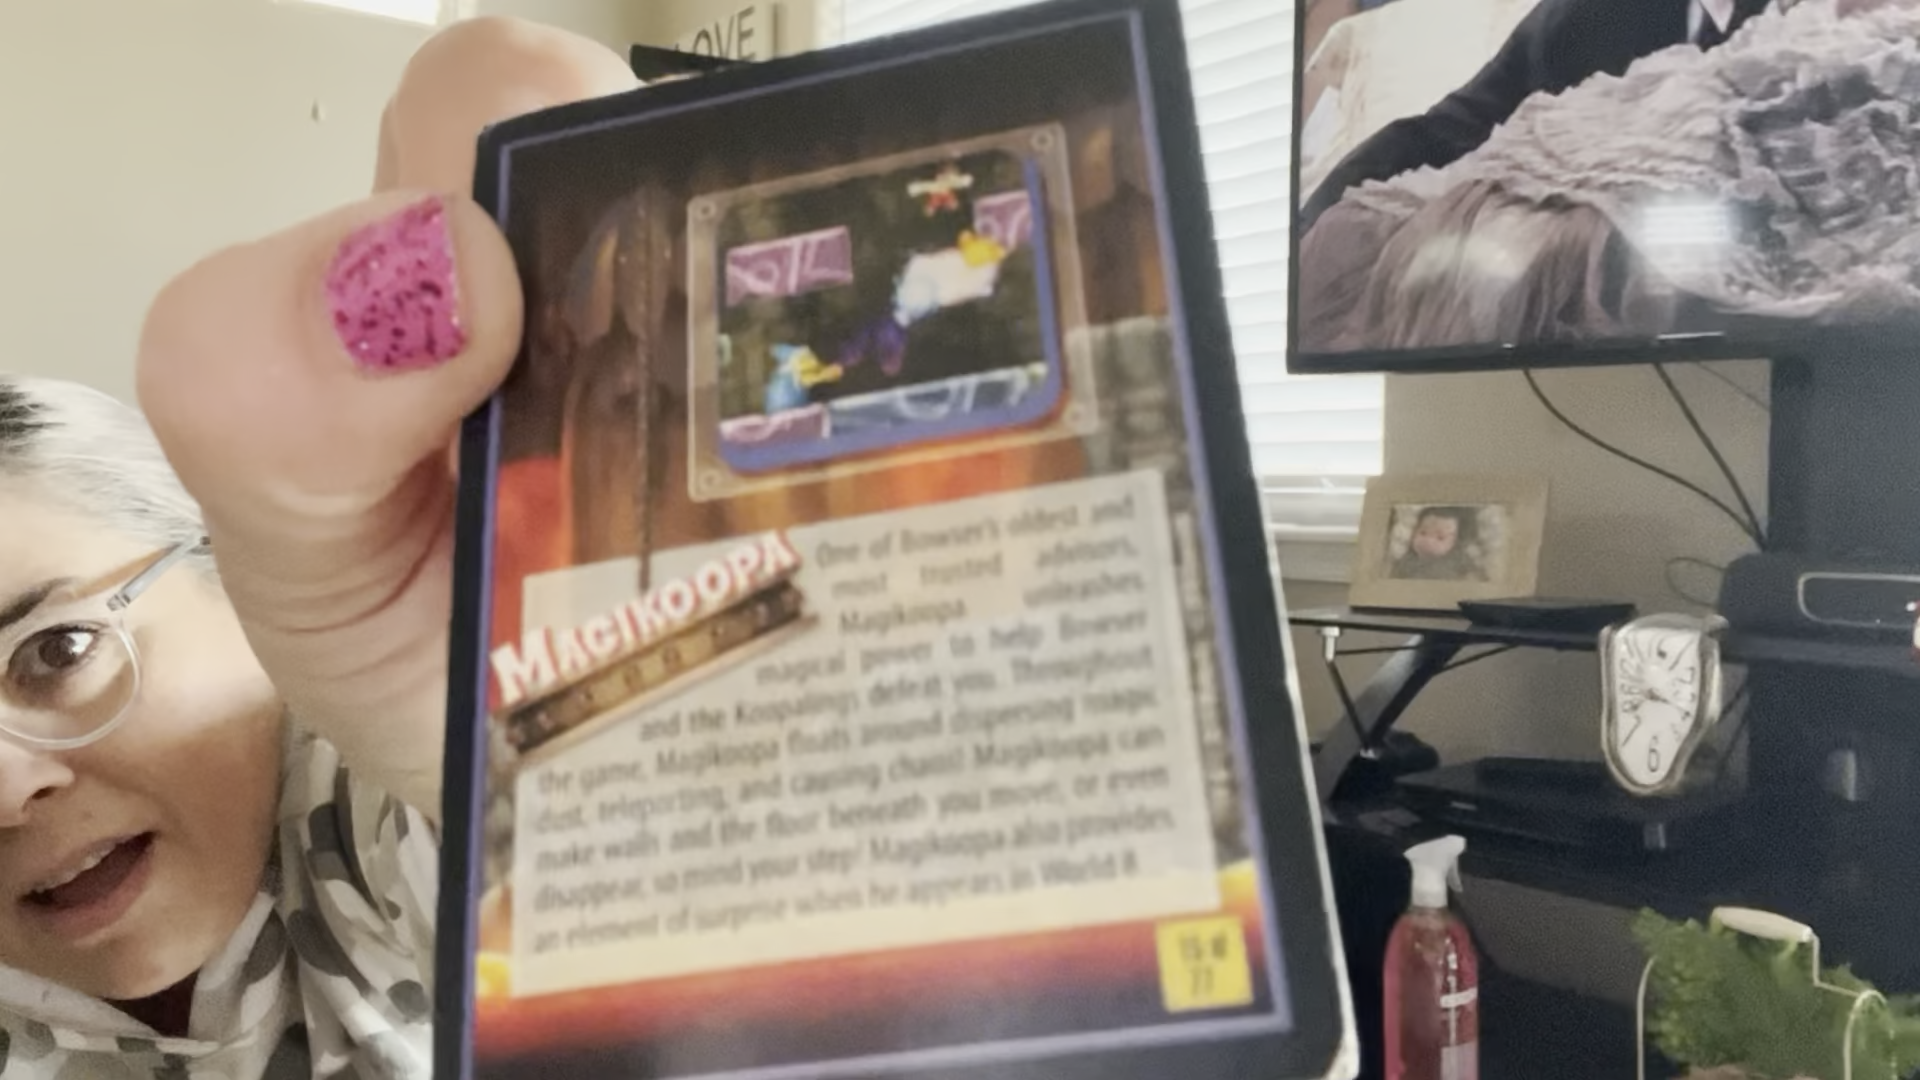 LOVE
MAGIKOOPA
One of Bowser's oldest and
most trusted advisors,
Magikoopa unleashes
magical power to help Bowser
and the Koopalings defeat you. Throughout
the game, Magikoopa floats around dispersing magic
dust, teleporting, and causing chaos! Magikoopa can
make walls and the floor beneath you move, or even
disappear, so mind your step! Magikoopa also provides
an element of surprise when he appears in World 8